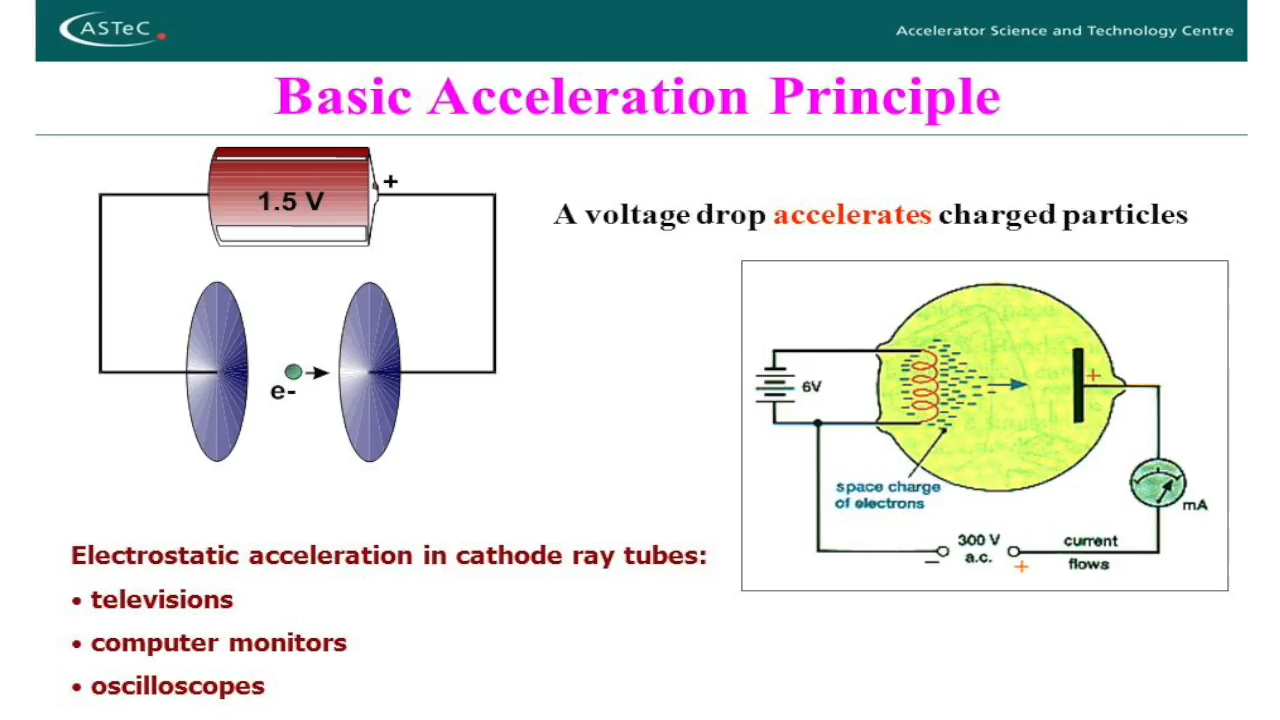 ASTeC
Accelerator Science and Technology Centre
Basic Acceleration Principle
1.5 V
+
e-
A voltage drop accelerates charged particles
6V
+
space charge
of electrons
mA
300 V
a.c.
− +
current
flows
Electrostatic acceleration in cathode ray tubes:
• televisions
• computer monitors
• oscilloscopes